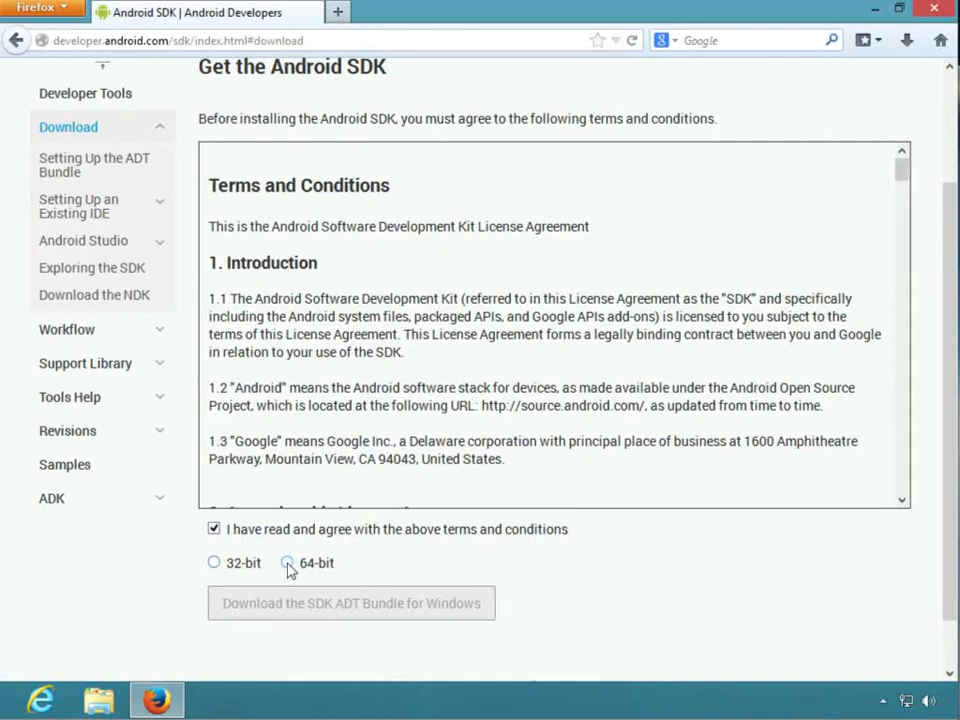 Firefox
Android SDK | Android Developers
developer.android.com/sdk/index.html#download
Google
Developer Tools
Download
Setting Up the ADT
Bundle
Setting Up an
Existing IDE
Android Studio
Exploring the SDK
Download the NDK
Workflow
Support Library
Tools Help
Revisions
Samples
ADK
Get the Android SDK
Before installing the Android SDK, you must agree to the following terms and conditions.
Terms and Conditions
This is the Android Software Development Kit License Agreement
1. Introduction
1.1 The Android Software Development Kit (referred to in this License Agreement as the "SDK" and specifically
including the Android system files, packaged APIs, and Google APIs add-ons) is licensed to you subject to the
terms of this License Agreement. This License Agreement forms a legally binding contract between you and Google
in relation to your use of the SDK.
1.2 "Android" means the Android software stack for devices, as made available under the Android Open Source
Project, which is located at the following URL: http://source.android.com/, as updated from time to time.
1.3 "Google" means Google Inc., a Delaware corporation with principal place of business at 1600 Amphitheatre
Parkway, Mountain View, CA 94043, United States.
I have read and agree with the above terms and conditions
32-bit 64-bit
Download the SDK ADT Bundle for Windows